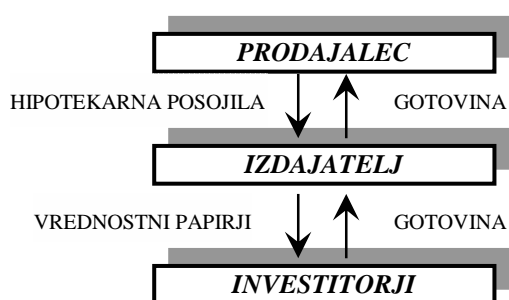 PRODAJALEC
HIPOTEKARNA POSOJILA GOTOVINA
IZDAJATELJ
VREDNOSTNI PAPIRJI GOTOVINA
INVESTITORJI